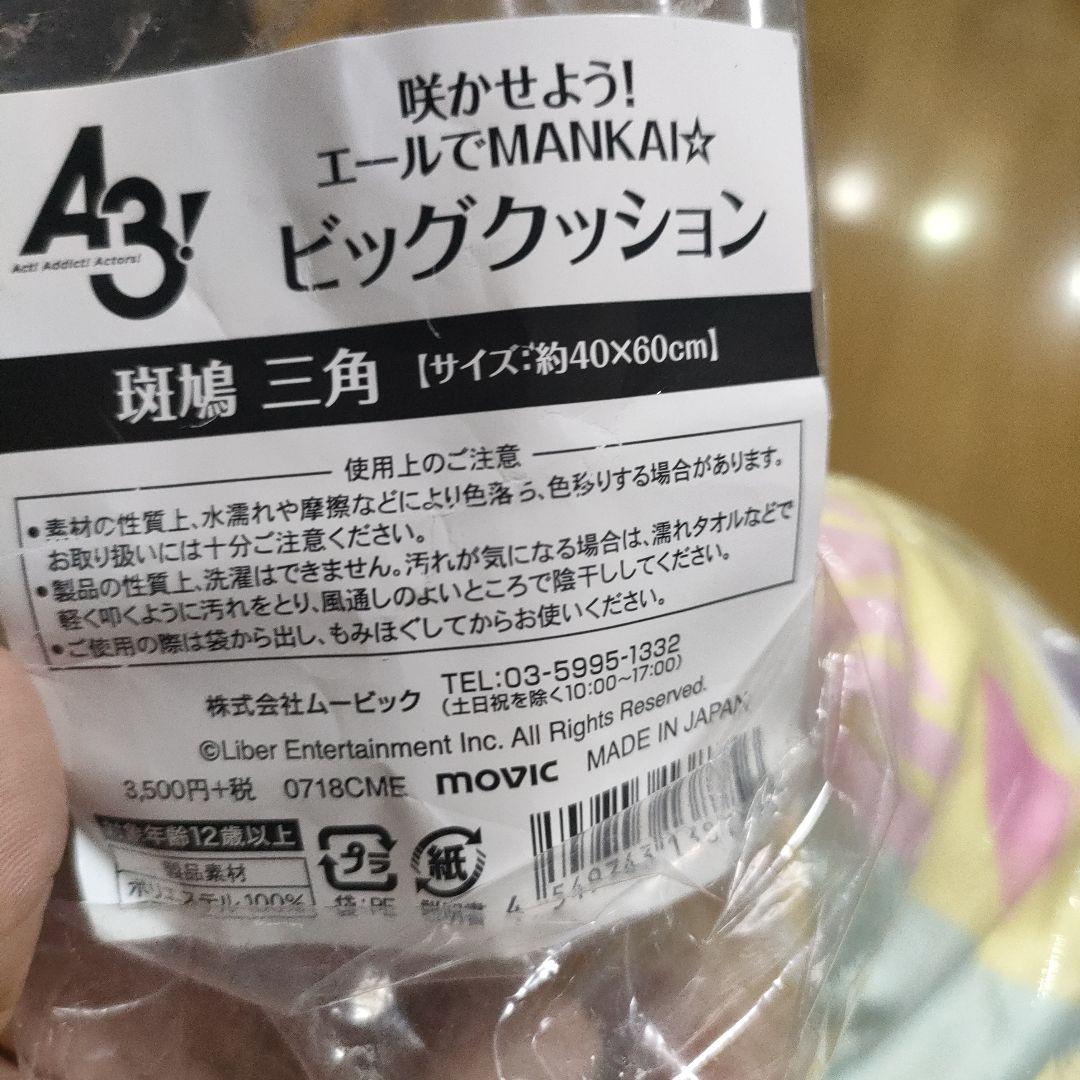 A3!
Act! Addict! Actors!
咲かせよう!
エールでMANKAI☆
ビッグクッション
斑鳩 三角 【サイズ:約40×60cm】
使用上のご注意
•素材の性質上、水濡れや摩擦などにより色落ち、色移りする場合があります。
お取り扱いには十分ご注意ください。
•製品の性質上、洗濯はできません。汚れが気になる場合は、濡れタオルなどで
軽く叩くように汚れをとり、風通しのよいところで陰干ししてください。
•ご使用の際は袋から出し、もみほぐしてからお使いください。
株式会社ムービック TEL:03-5995-1332
(土日祝を除く10:00~17:00)
©Liber Entertainment Inc. All Rights Reserved.
3,500円+税 0718CME movic MADE IN JAPAN
対象年齢12歳以上
製品素材
ポリエステル100%
プラ
袋:PE
紙
説明書